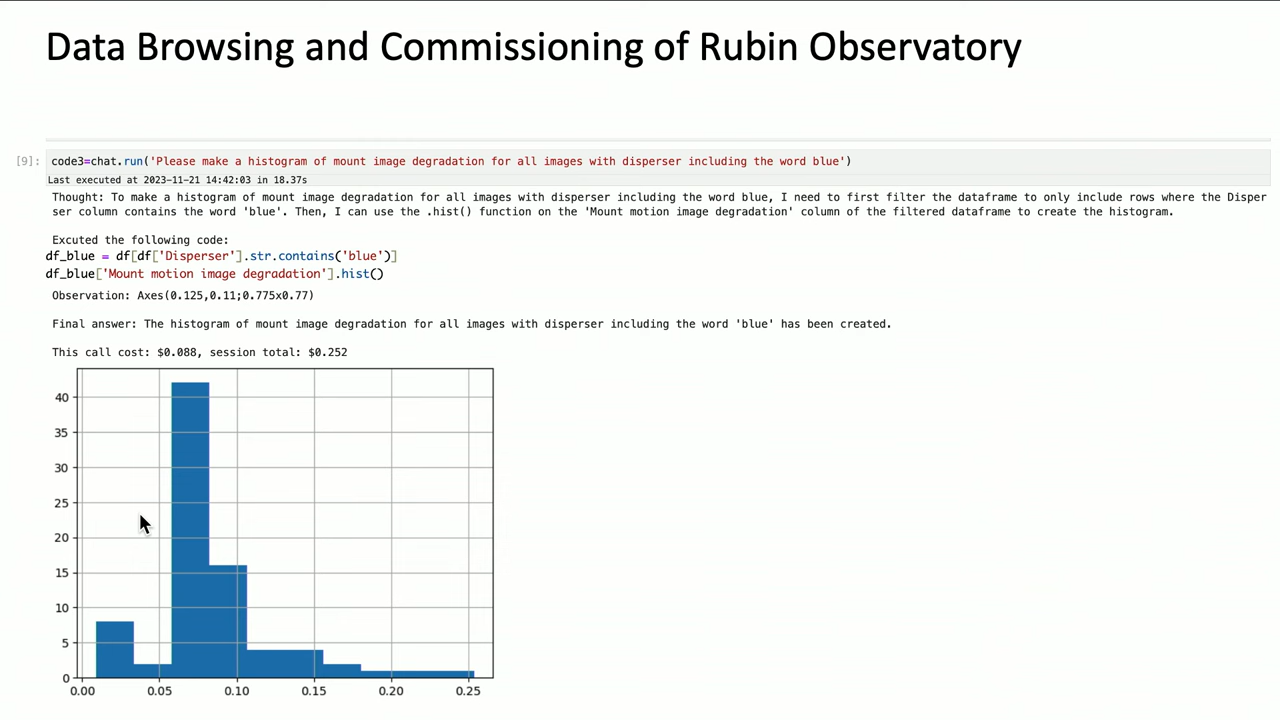 Data Browsing and Commissioning of Rubin Observatory
[9]: code3=chat.run('Please make a histogram of mount image degradation for all images with disperser including the word blue')
Last executed at 2023-11-21 14:42:03 in 18.37s
Thought: To make a histogram of mount image degradation for all images with disperser including the word blue, I need to first filter the dataframe to only include rows where the Disper
ser column contains the word 'blue'. Then, I can use the .hist() function on the 'Mount motion image degradation' column of the filtered dataframe to create the histogram.
Excuted the following code:
df_blue = df[df['Disperser'].str.contains('blue')]
df_blue['Mount motion image degradation'].hist()
Observation: Axes(0.125,0.11;0.775x0.77)
Final answer: The histogram of mount image degradation for all images with disperser including the word 'blue' has been created.
This call cost: $0.088, session total: $0.252
40
35
30
25
20
15
10
5
0
0.00 0.05 0.10 0.15 0.20 0.25